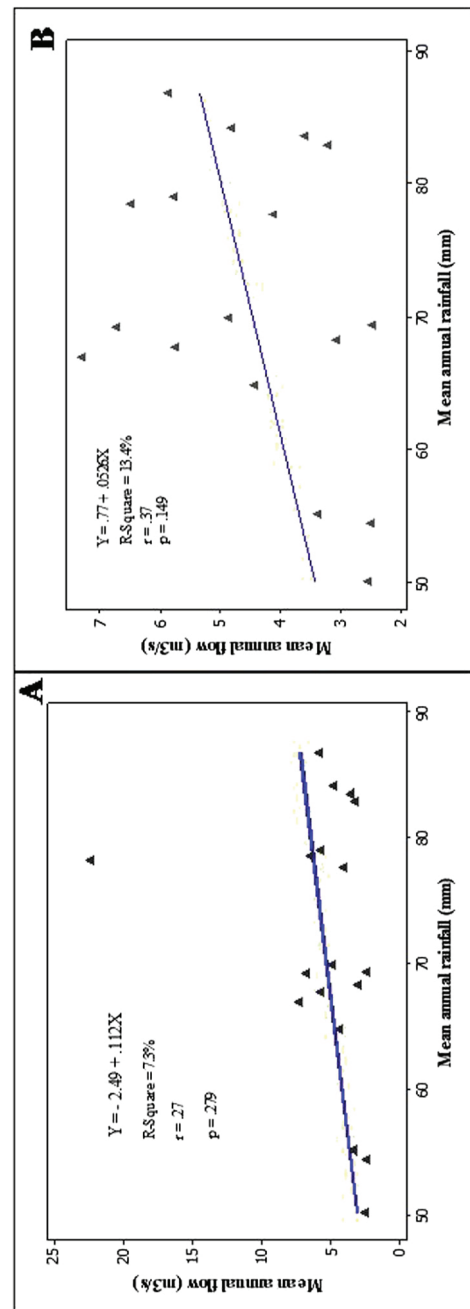 A
Y = - 2.49 + .112X
R-Square = 7.3%
r = .27
p = .279
Mean annual flow (m3/s)
25
20
15
10
5
0
50
60
70
80
90
Mean annual rainfall (mm)
B
Y = .77 + .0526X
R-Square = 13.4%
r = .37
p = .149
Mean annual flow (m3/s)
7
6
5
4
3
2
50
60
70
80
90
Mean annual rainfall (mm)